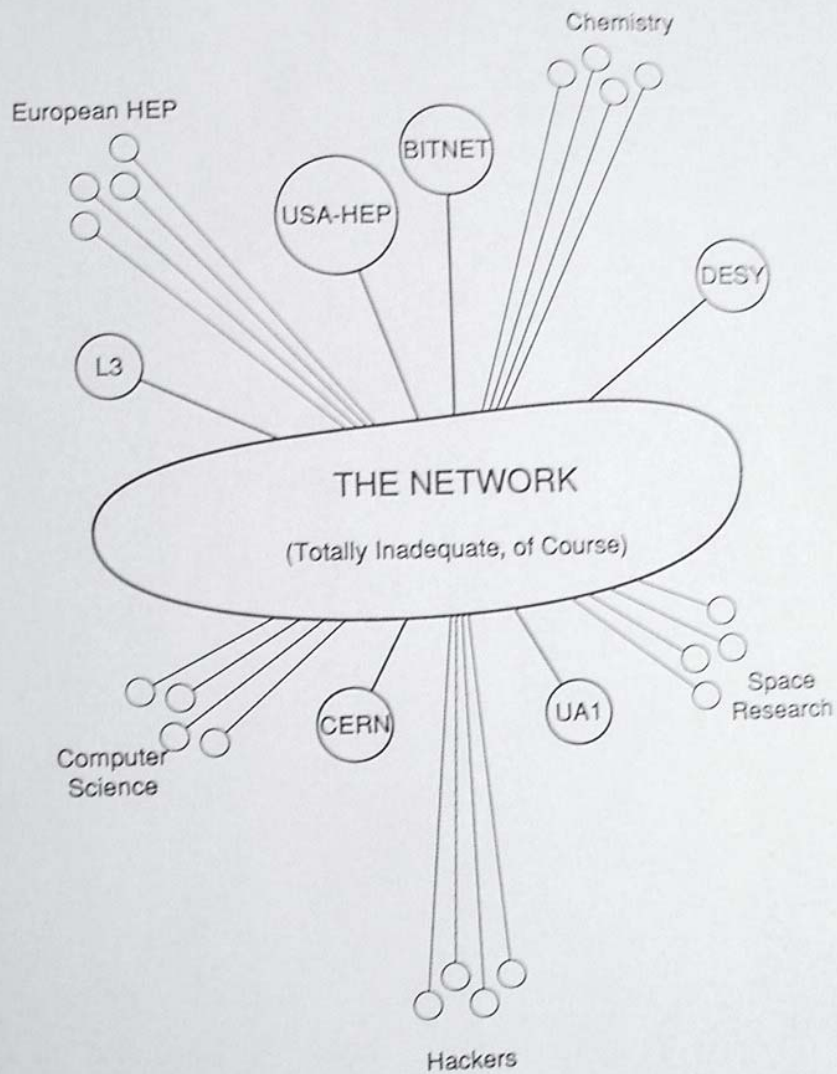 Chemistry
European HEP
BITNET
USA-HEP
DESY
L3
THE NETWORK
(Totally Inadequate, of Course)
Space
Research
UA1
CERN
Computer
Science
Hackers